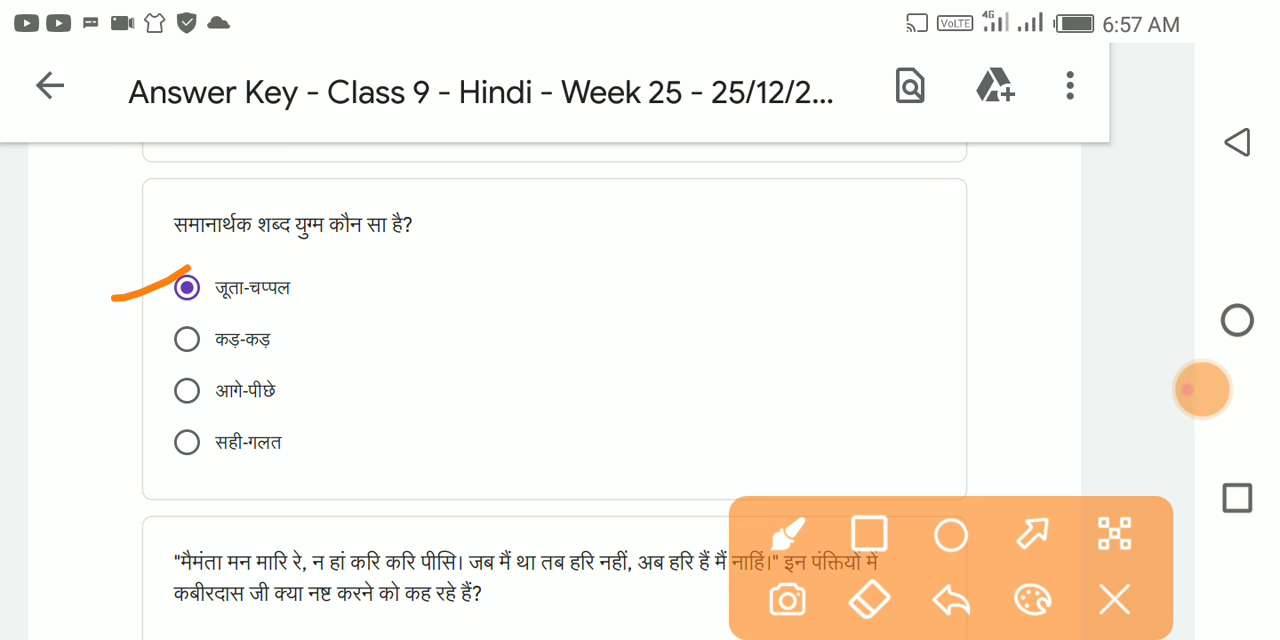 VoLTE 4G 6:57 AM
Answer Key - Class 9 - Hindi - Week 25 - 25/12/2...
समानार्थक शब्द युग्म कौन सा है?
जूता-चप्पल
कड़-कड़
आगे-पीछे
सही-गलत
"मैमंता मन मारि रे, न हां करि करि पीसि। जब मैं था तब हरि नहीं, अब हरि हैं मैं नाहिं।" इन पंक्तियों में
कबीरदास जी क्या नष्ट करने को कह रहे हैं?